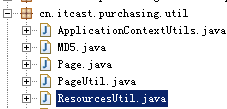 cn.itcast.purchasing.util
ApplicationContextUtils.java
MD5.java
Page.java
PageUtil.java
ResourcesUtil.java